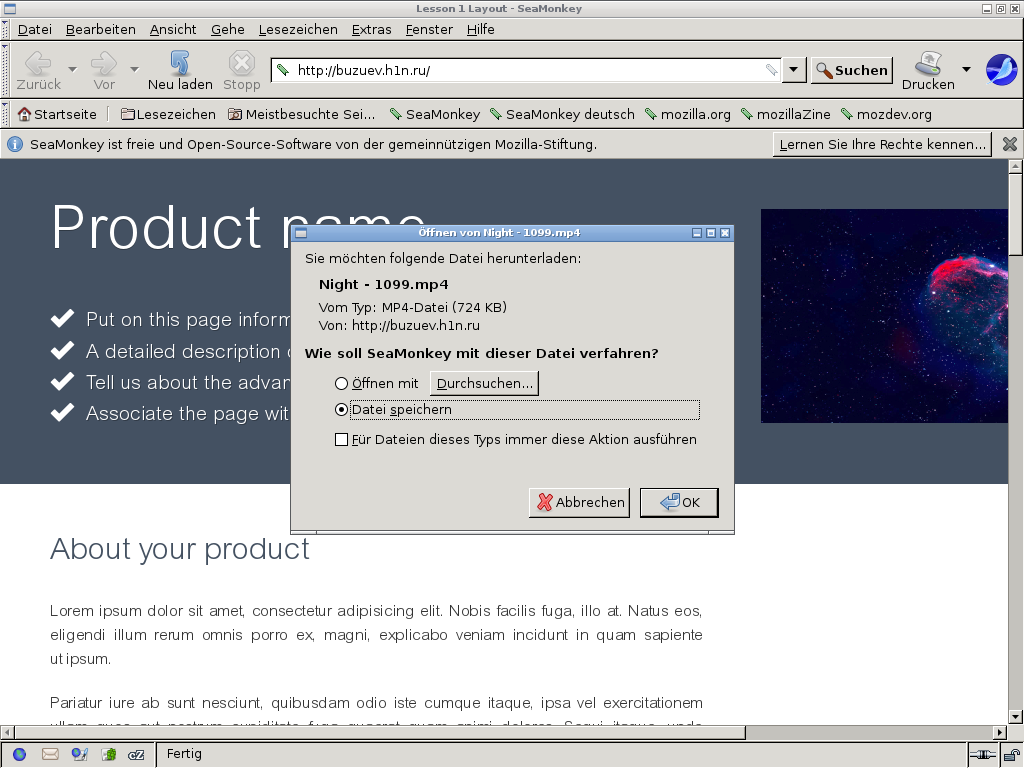 Lesson 1 Layout - SeaMonkey
Datei Bearbeiten Ansicht Gehe Lesezeichen Extras Fenster Hilfe
Zurück Vor Neu laden Stopp http://buzuev.h1n.ru/ Suchen Drucken
Startseite Lesezeichen Meistbesuchte Sei... SeaMonkey SeaMonkey deutsch mozilla.org mozillaZine mozdev.org
SeaMonkey ist freie und Open-Source-Software von der gemeinnützigen Mozilla-Stiftung. Lernen Sie Ihre Rechte kennen...
Product name
Put on this page inform
A detailed description
Tell us about the advan
Associate the page wit
Öffnen von Night - 1099.mp4
Sie möchten folgende Datei herunterladen:
Night - 1099.mp4
Vom Typ: MP4-Datei (724 KB)
Von: http://buzuev.h1n.ru
Wie soll SeaMonkey mit dieser Datei verfahren?
Öffnen mit Durchsuchen...
Datei speichern
Für Dateien dieses Typs immer diese Aktion ausführen
Abbrechen OK
About your product
Lorem ipsum dolor sit amet, consectetur adipisicing elit. Nobis facilis fuga, illo at. Natus eos,
eligendi illum rerum omnis porro ex, magni, explicabo veniam incidunt in quam sapiente
ut ipsum.
Pariatur iure ab sunt nesciunt, quibusdam odio iste cumque itaque, ipsa vel exercitationem
Fertig